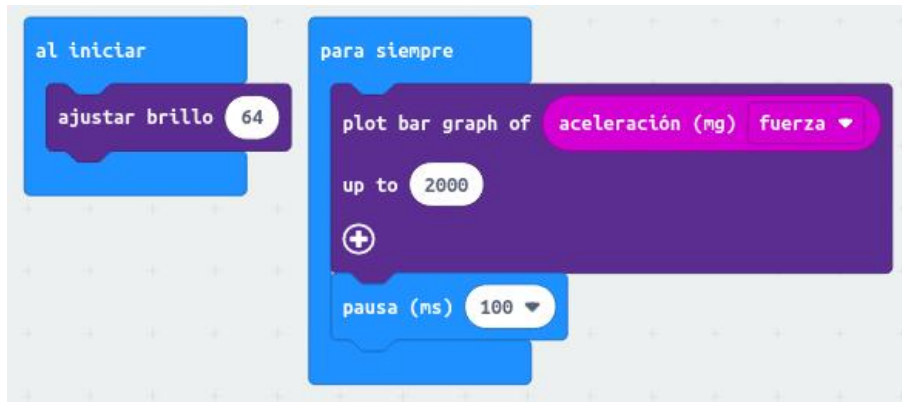 al iniciar
ajustar brillo 64
para siempre
plot bar graph of aceleración (mg) fuerza
up to 2000
pausa (ms) 100